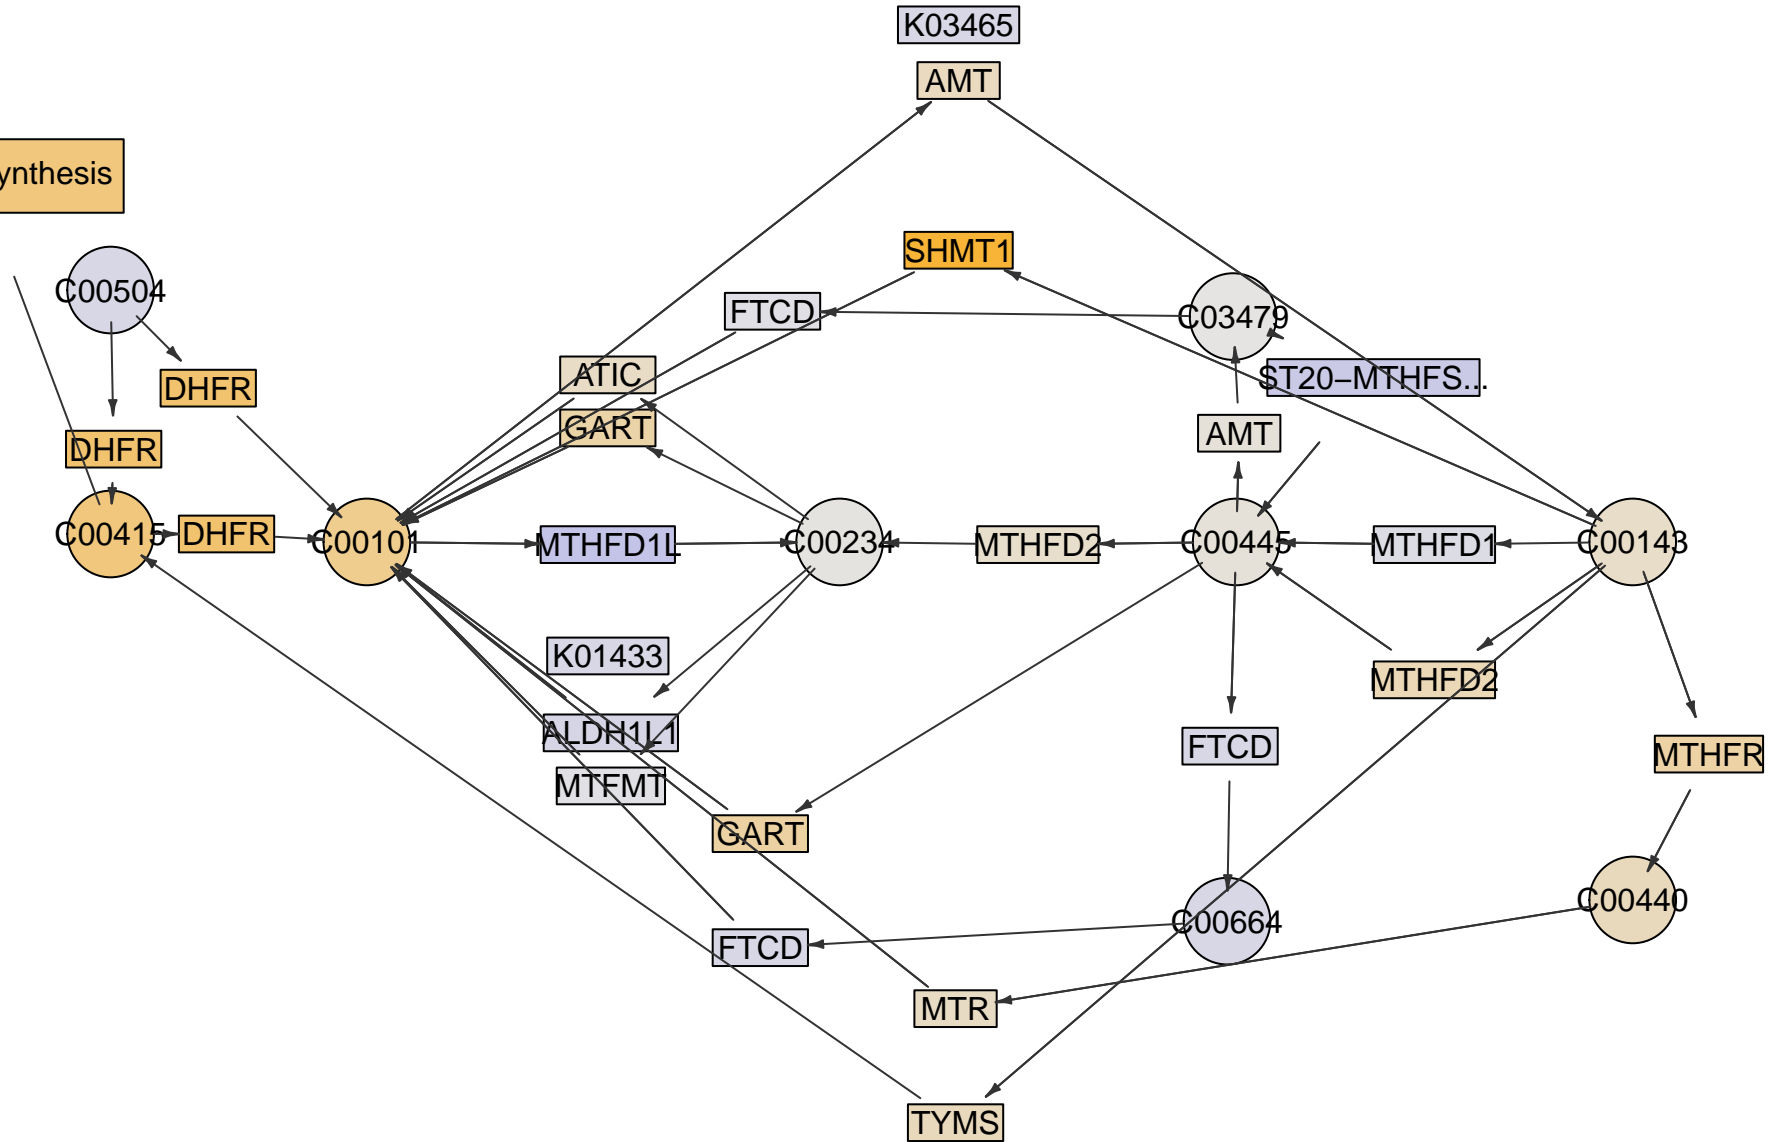 K03465
AMT
ynthesis
SHMT1
C00504
FTCD
C03479
ATIC
ST20−MTHFS...
DHFR
GART
AMT
DHFR
C00415
DHFR
C00101
MTHFD1L
C00234
MTHFD2
C00445
MTHFD1
C00143
K01433
MTHFD2
ALDH1L1
FTCD
MTHFR
MTFMT
GART
C00440
C00664
FTCD
MTR
TYMS